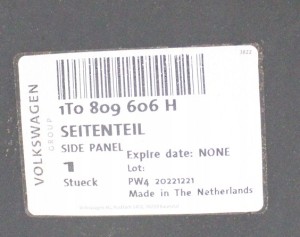 VOLKSWAGEN
GROUP
1T0 809 606 H
SEITENTEIL
SIDE PANEL
1
Stueck
Expire date: NONE
Lot:
PW4 20221221
Made in The Netherlands